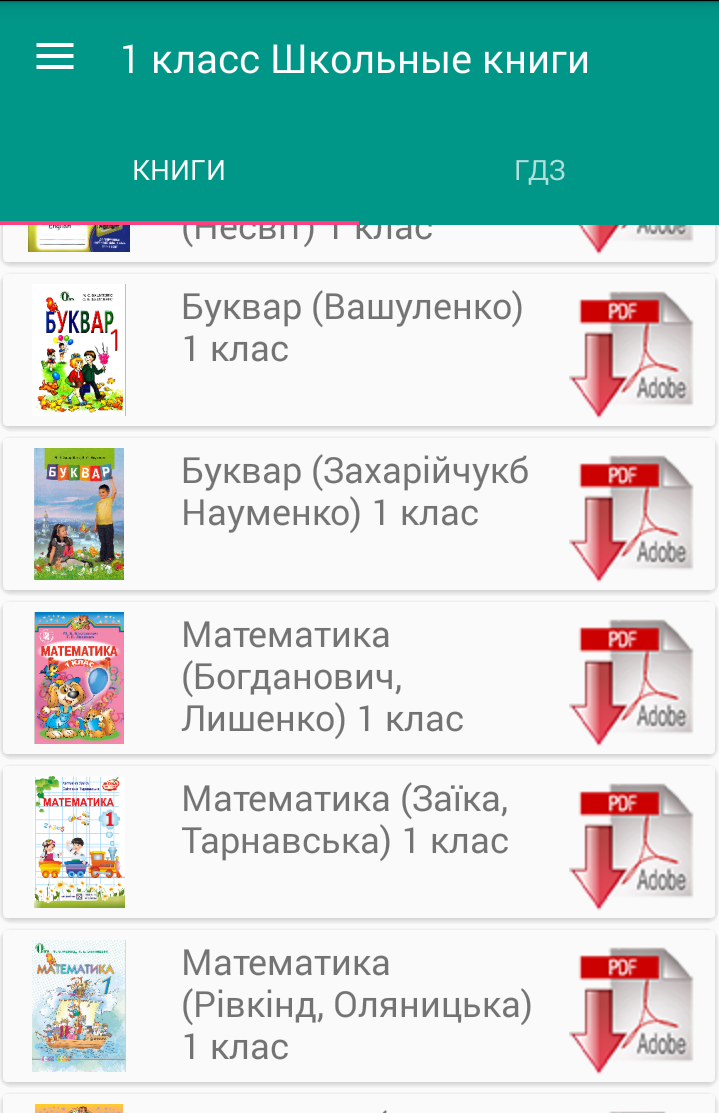 1 класс Школьные книги
КНИГИ
ГДЗ
English
(Несвіт) 1 клас
Adobe
БУКВАР
1
Буквар (Вашуленко)
1 клас
PDF
Adobe
БУКВАР
Буквар (Захарійчукб
Науменко) 1 клас
PDF
Adobe
МАТЕМАТИКА
1 КЛАС
Математика
(Богданович,
Лишенко) 1 клас
PDF
Adobe
МАТЕМАТИКА
1
Математика (Заїка,
Тарнавська) 1 клас
PDF
Adobe
МАТЕМАТИКА
1
Математика
(Рівкінд, Оляницька)
1 клас
PDF
Adobe